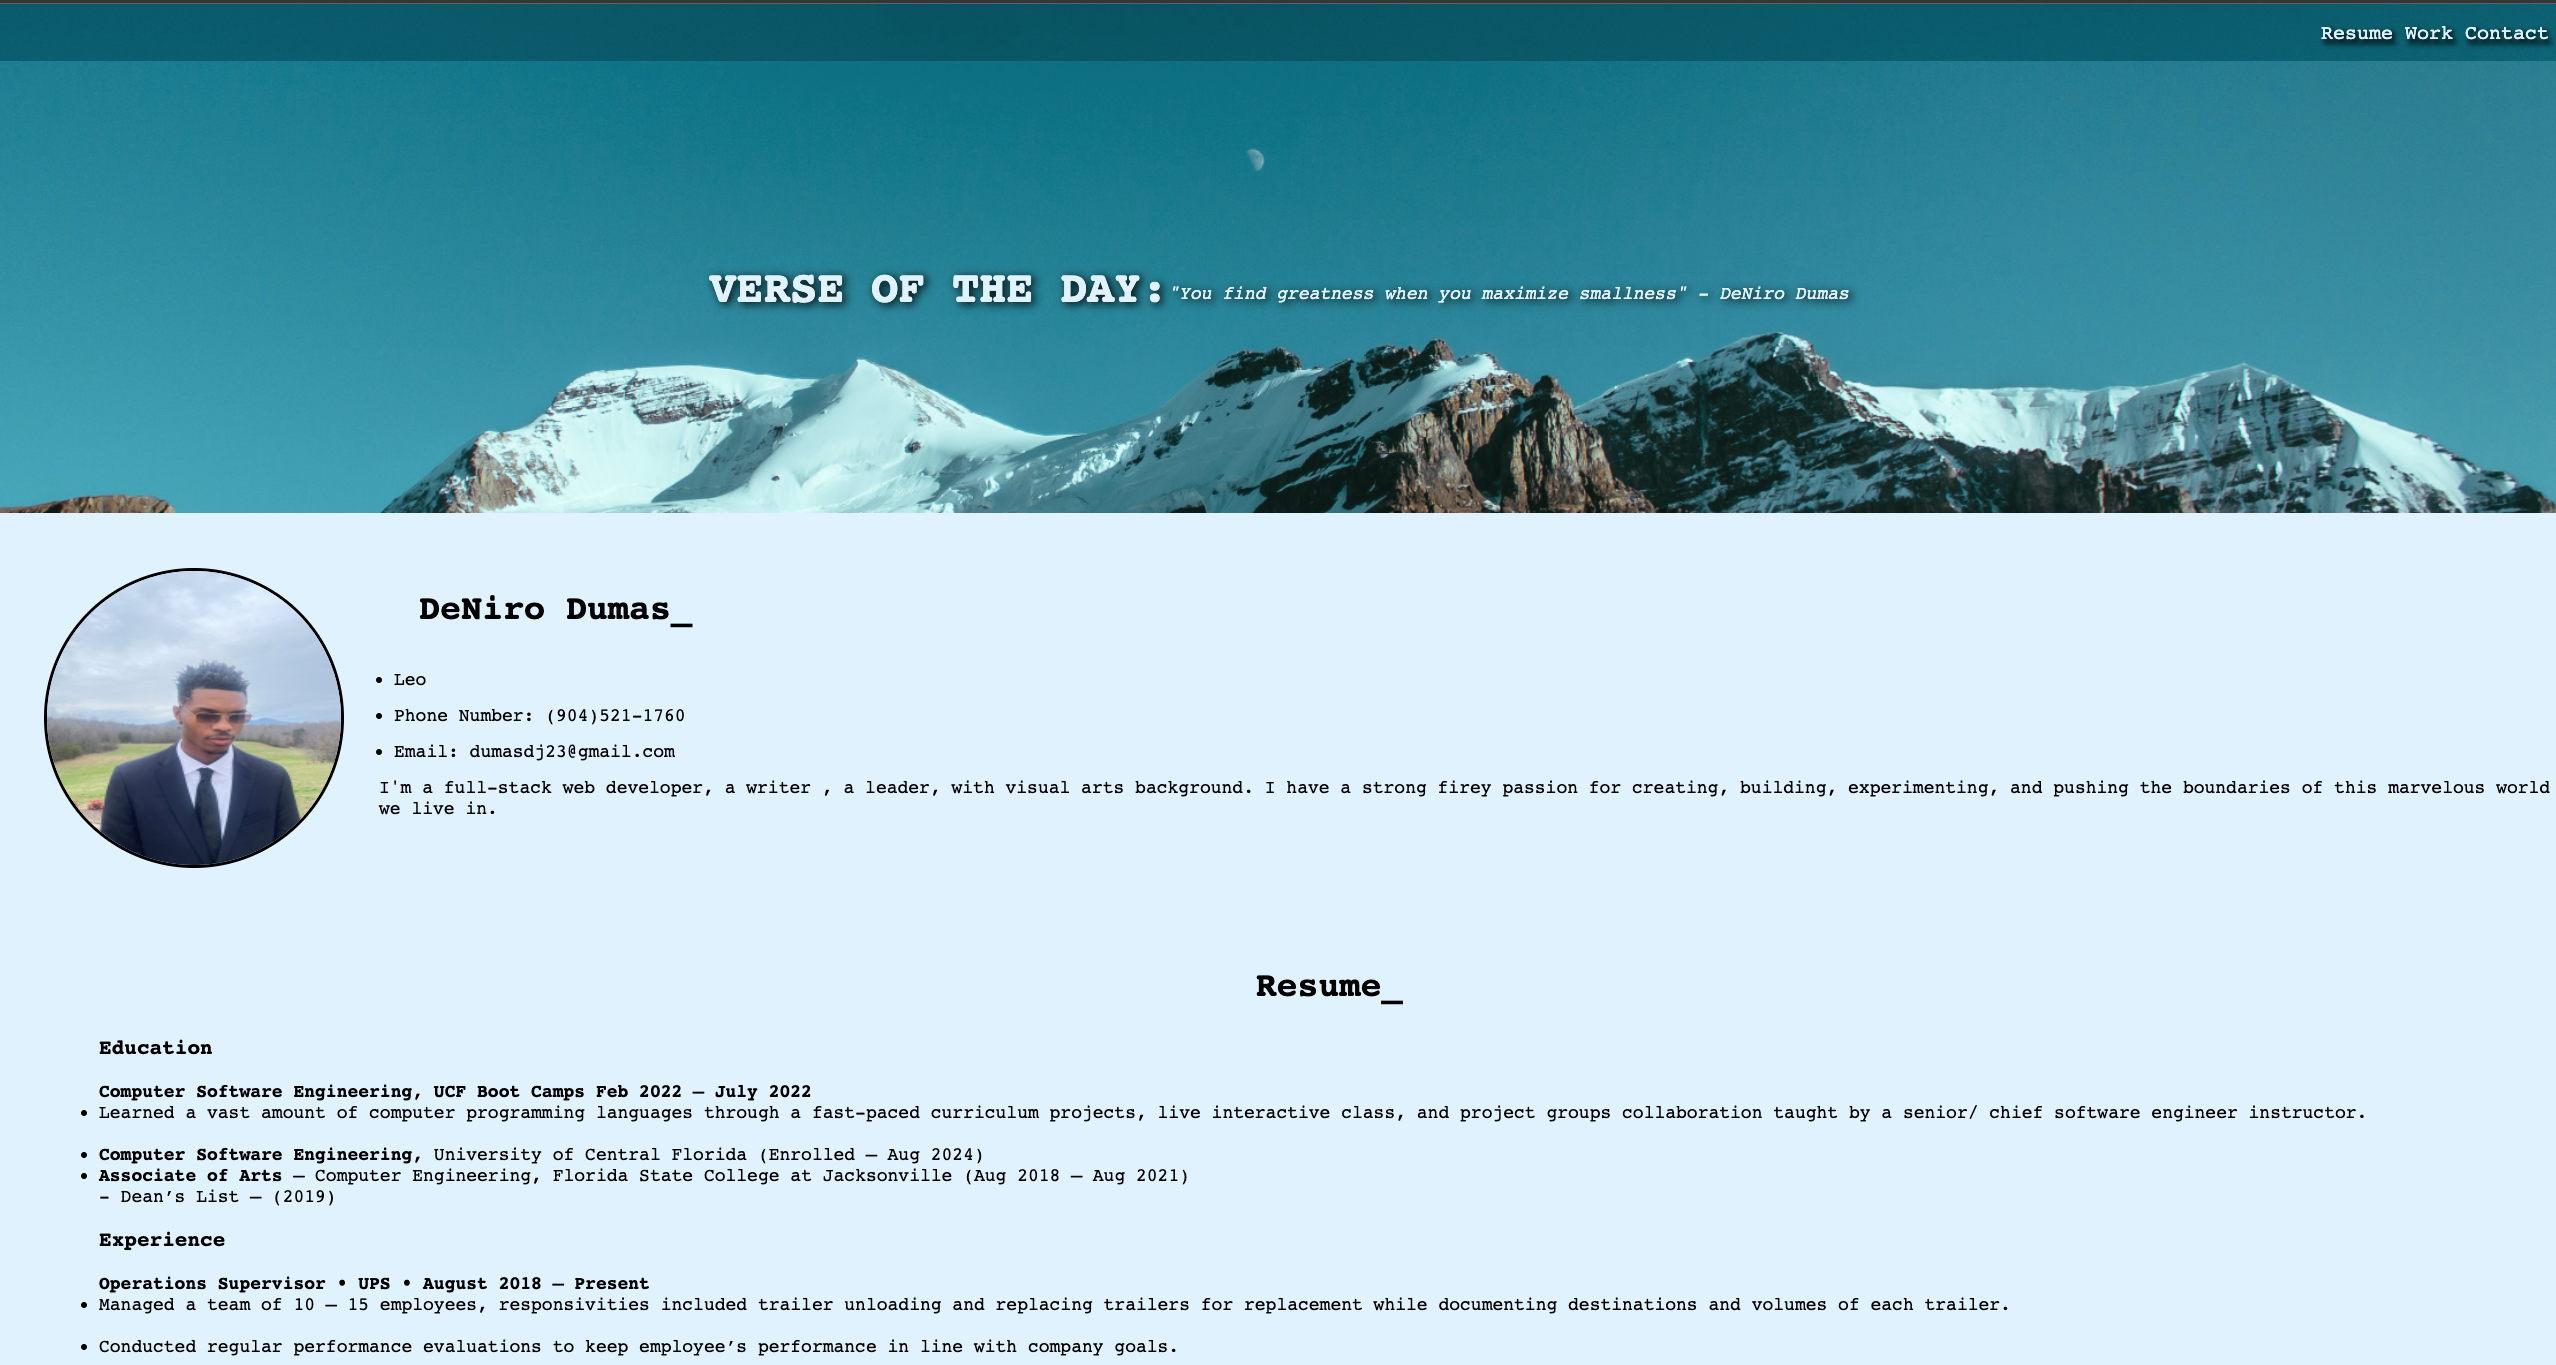 Resume Work Contact
VERSE OF THE DAY: "You find greatness when you maximize smallness" - DeNiro Dumas
DeNiro Dumas_
• Leo
• Phone Number: (904)521-1760
• Email: dumasdj23@gmail.com
I'm a full-stack web developer, a writer , a leader, with visual arts background. I have a strong firey passion for creating, building, experimenting, and pushing the boundaries of this marvelous world
we live in.
Resume_
Education
Computer Software Engineering, UCF Boot Camps Feb 2022 – July 2022
• Learned a vast amount of computer programming languages through a fast-paced curriculum projects, live interactive class, and project groups collaboration taught by a senior/ chief software engineer instructor.
• Computer Software Engineering, University of Central Florida (Enrolled – Aug 2024)
• Associate of Arts – Computer Engineering, Florida State College at Jacksonville (Aug 2018 – Aug 2021)
- Dean’s List – (2019)
Experience
Operations Supervisor • UPS • August 2018 – Present
• Managed a team of 10 – 15 employees, responsivities included trailer unloading and replacing trailers for replacement while documenting destinations and volumes of each trailer.
• Conducted regular performance evaluations to keep employee’s performance in line with company goals.